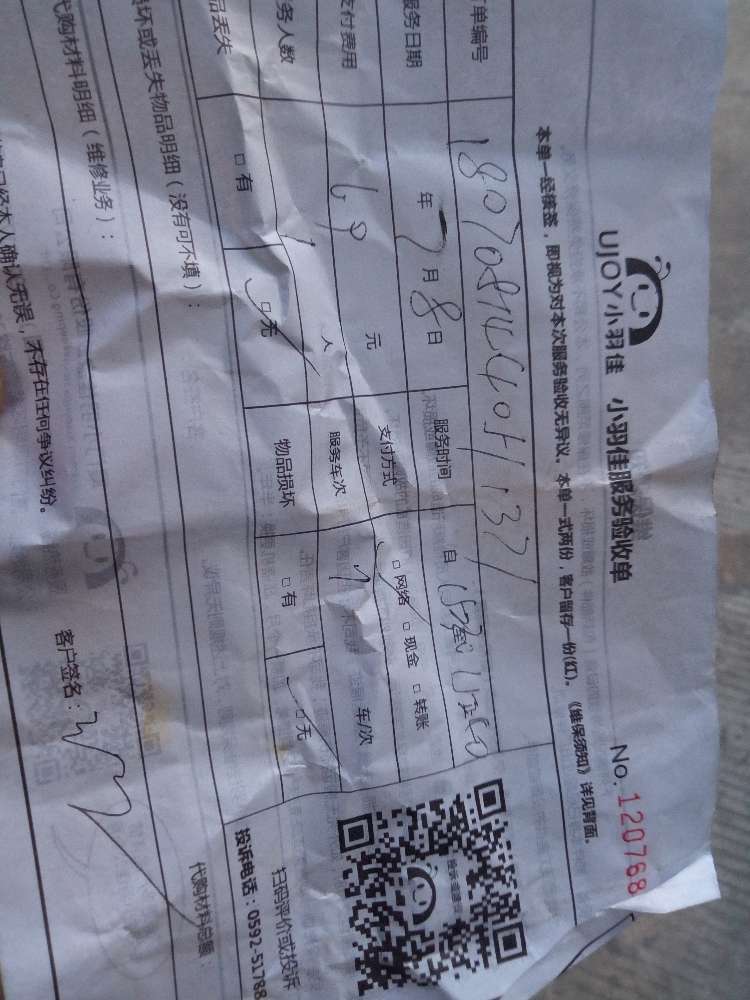 UJOY小羽佳 小羽佳服务验收单
No. 120768
本单一经核签，即视为对本次服务验收无异议。本单一式两份，客户留存一份(红)。《维保须知》详见背面。
单编号
服务日期 年 7 月 8 日 服务时间 自
支付费用 元 支付方式 □网络 □现金 □转账
务人数 1 人 服务车次 1 车/次
品丢失 □有 □无 物品损坏 □有 □无
扫码评价或投诉
投诉电话：0592-51788
坏或丢失物品明细（没有可不填）：
代购材料明细（维修业务）： 代购材料总额：
已经本人确认无误，不存在任何争议纠纷。
客户签名：